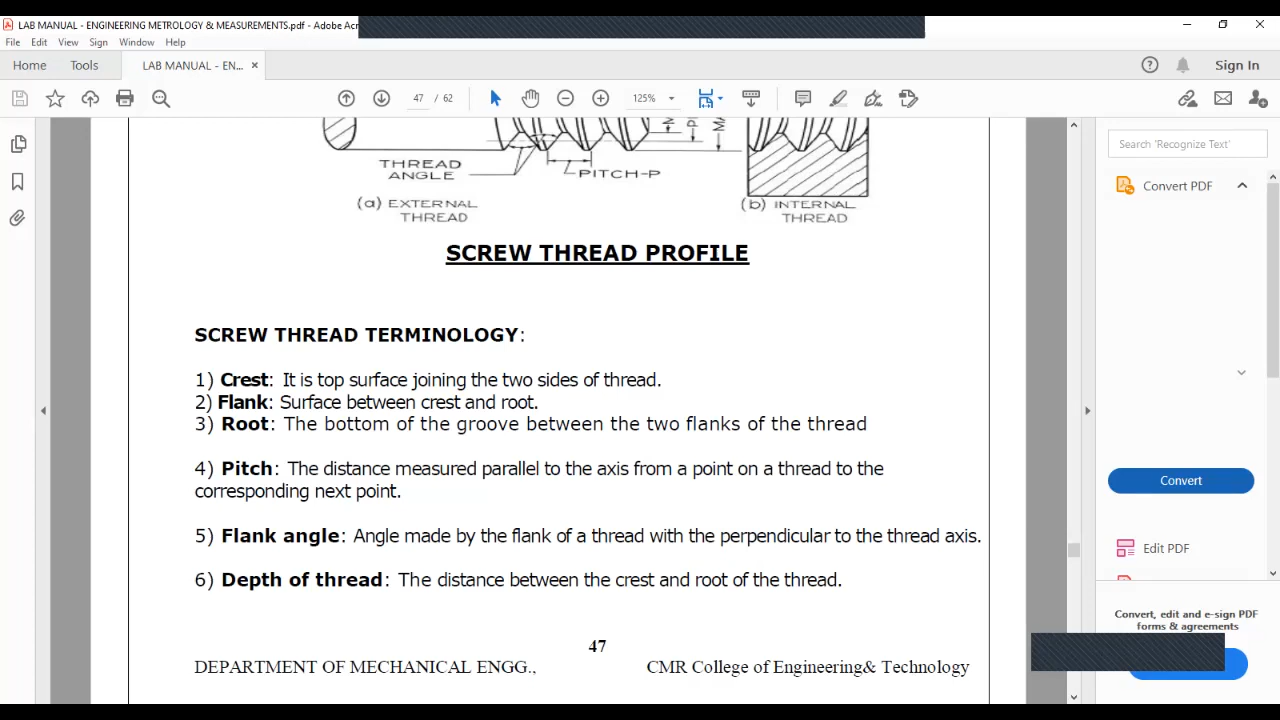 LAB MANUAL - ENGINEERING METROLOGY & MEASUREMENTS.pdf - Adobe Acr
File Edit View Sign Window Help
Home Tools LAB MANUAL - EN... × Sign In
47 / 62 125%
THREAD
ANGLE
PITCH-P
(a) EXTERNAL
THREAD
(b) INTERNAL
THREAD
SCREW THREAD PROFILE
SCREW THREAD TERMINOLOGY:
1) Crest: It is top surface joining the two sides of thread.
2) Flank: Surface between crest and root.
3) Root: The bottom of the groove between the two flanks of the thread
4) Pitch: The distance measured parallel to the axis from a point on a thread to the
corresponding next point.
5) Flank angle: Angle made by the flank of a thread with the perpendicular to the thread axis.
6) Depth of thread: The distance between the crest and root of the thread.
47
DEPARTMENT OF MECHANICAL ENGG., CMR College of Engineering& Technology
Search 'Recognize Text'
Convert PDF
Convert
Edit PDF
Convert, edit and e-sign PDF
forms & agreements